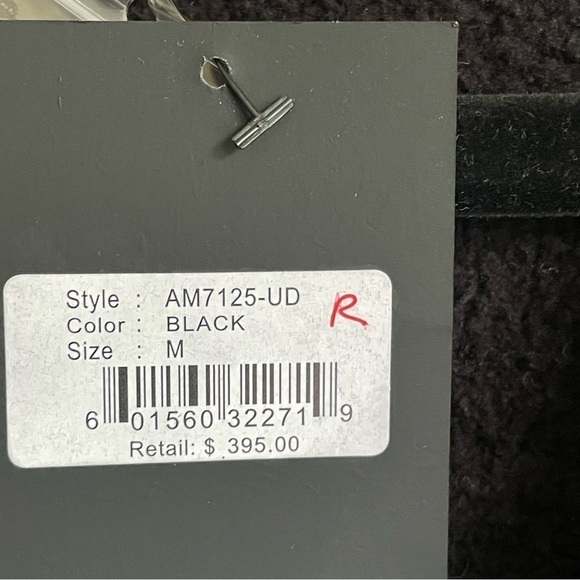 Style : AM7125-UD R
Color : BLACK
Size : M
6 01560 32271 9
Retail: $ 395.00